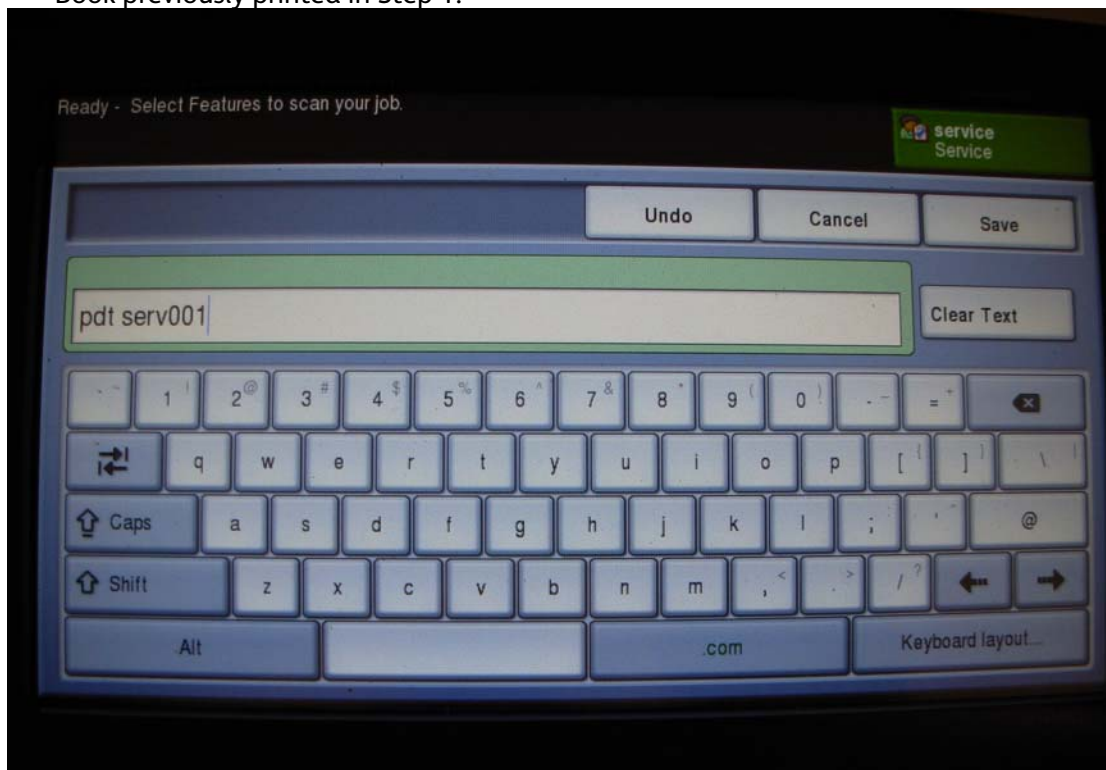 Book previously printed in Step 1.
Ready - Select Features to scan your job.
service
Service
Undo Cancel Save
pdt serv001
Clear Text
1 ! 2 @ 3 # 4 $ 5 % 6 ^ 7 & 8 * 9 ( 0 ) - = +
q w e r t y u i o p [ { ] } \ |
Caps a s d f g h j k l ; ' " @
Shift z x c v b n m , < . > / ?
Alt .com Keyboard layout...